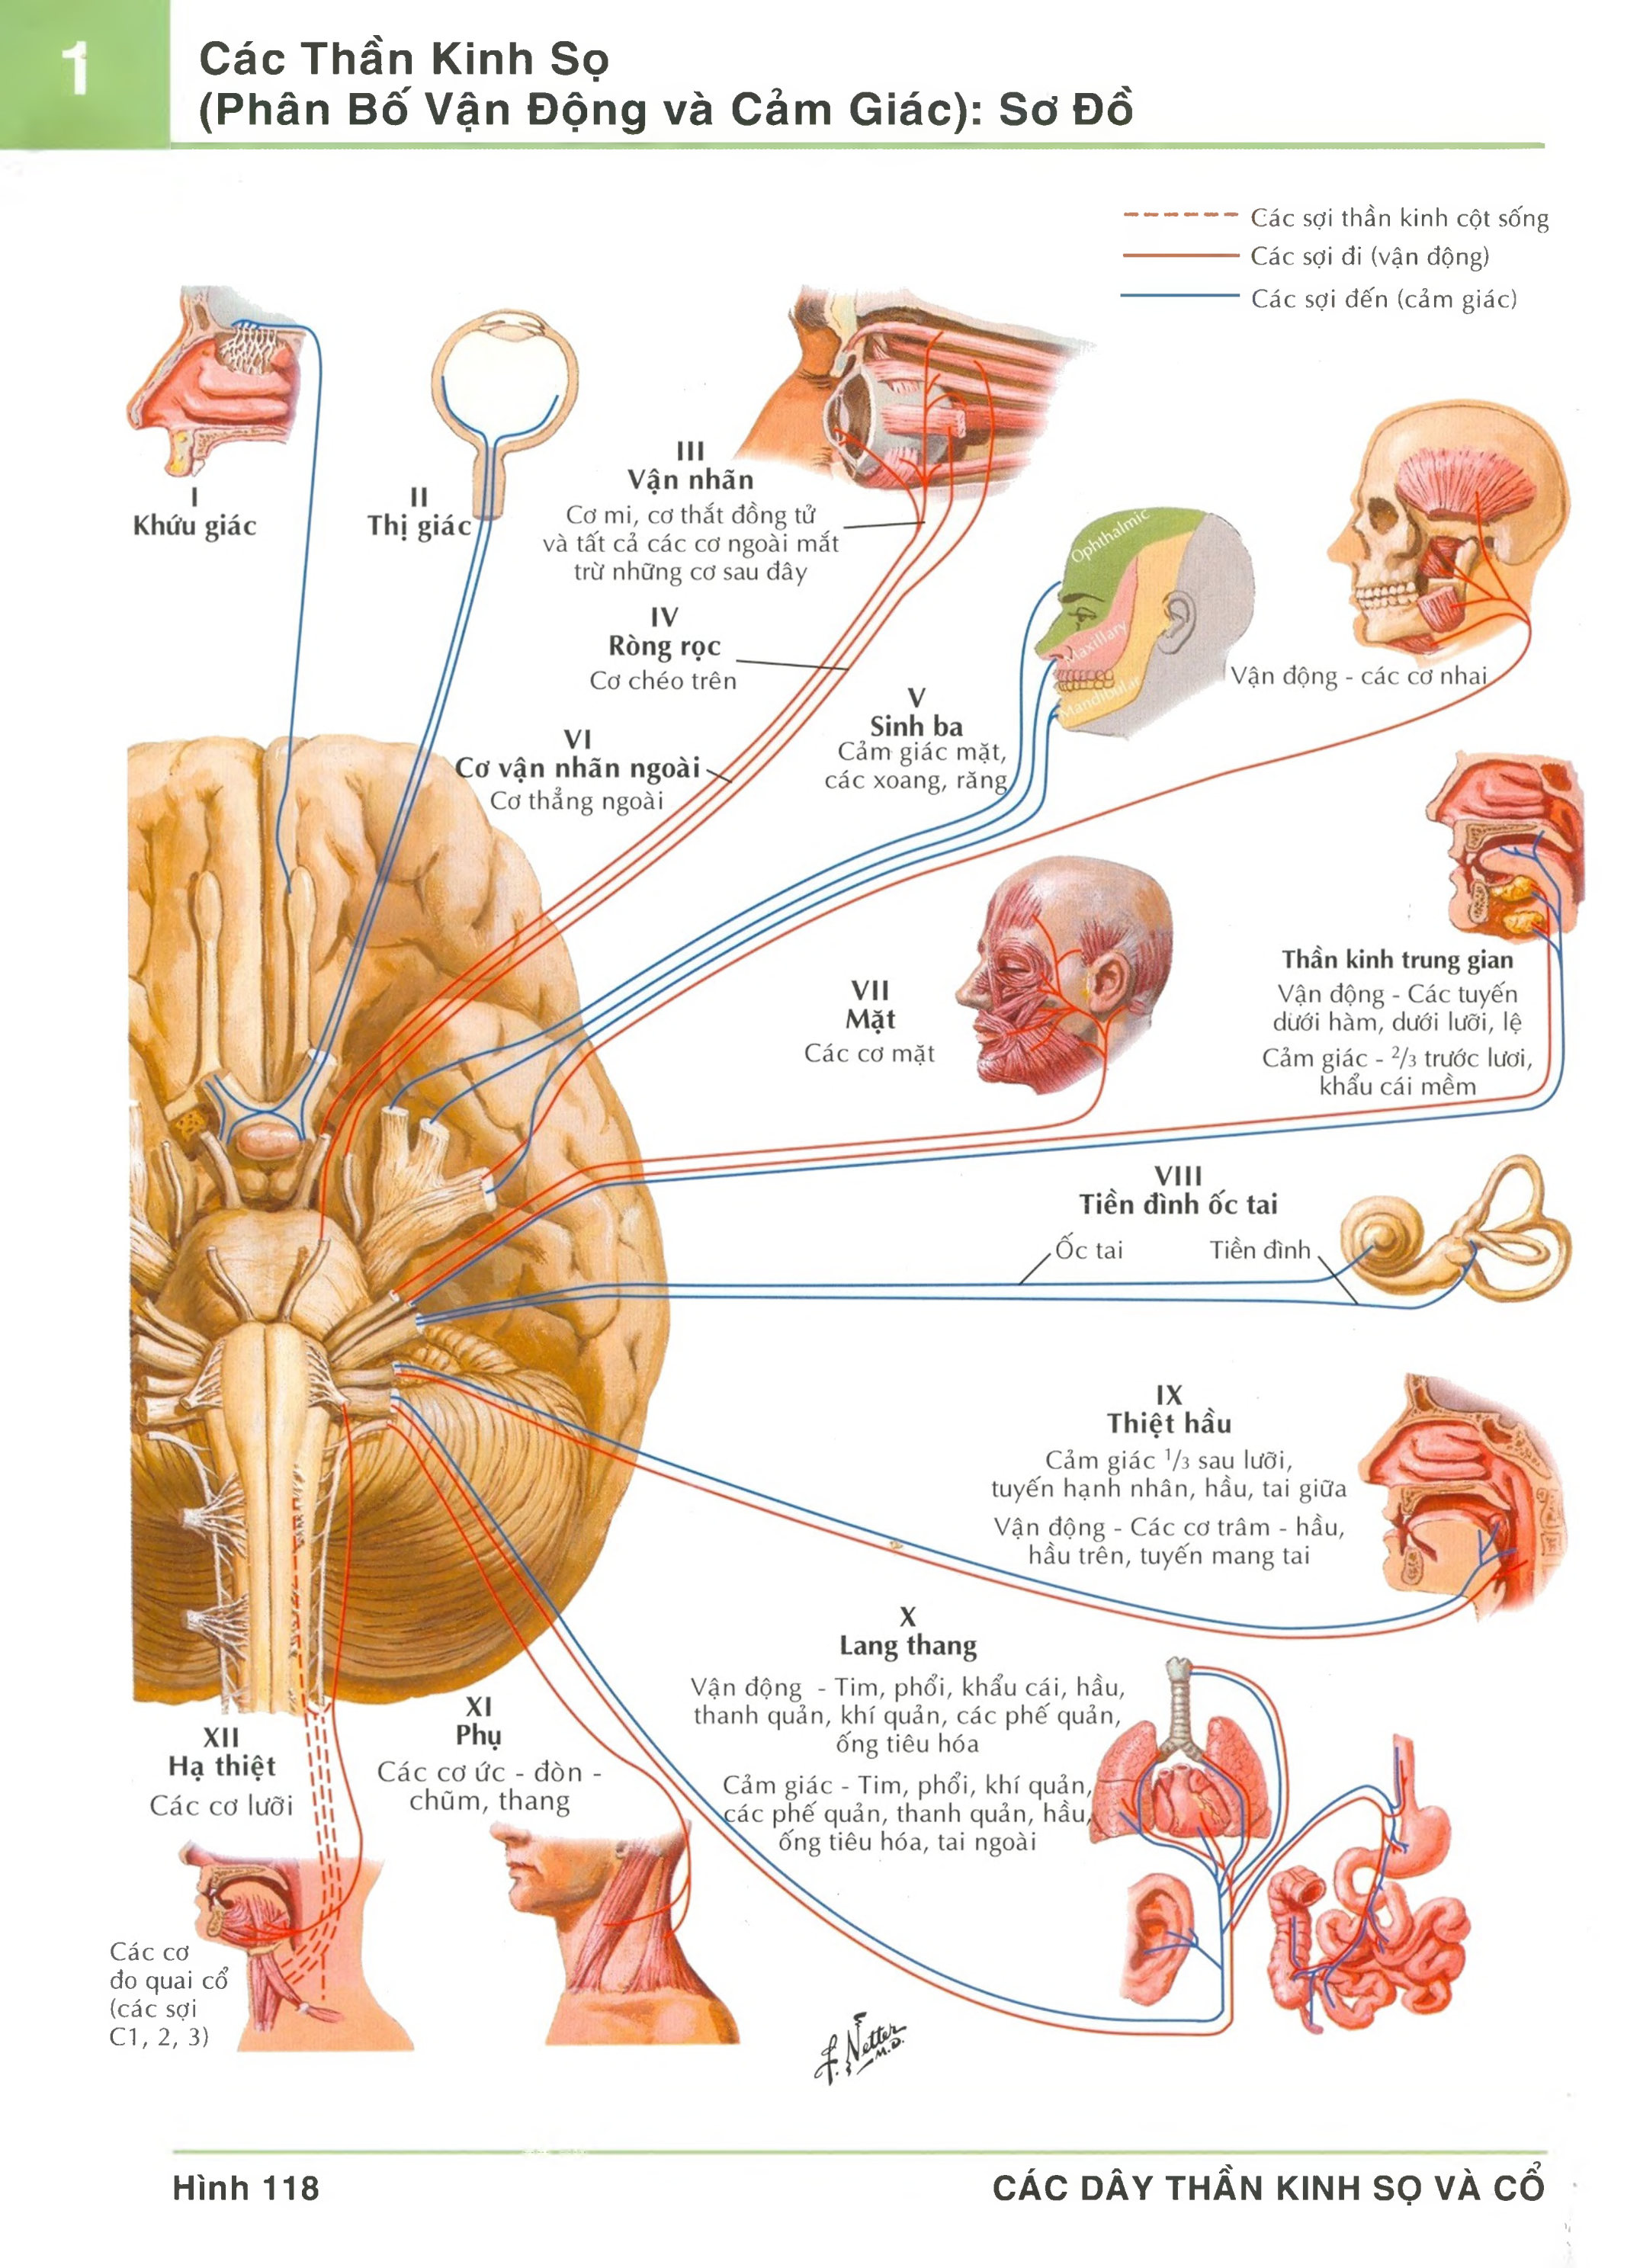 1
Các Thần Kinh Sọ
(Phân Bố Vận Động và Cảm Giác): Sơ Đồ
Các sợi thần kinh cột sống
Các sợi đi (vận động)
Các sợi đến (cảm giác)
I
Khứu giác
II
Thị giác
III
Vận nhãn
Cơ mi, cơ thắt đồng tử
và tất cả các cơ ngoài mắt
trừ những cơ sau đây
IV
Ròng rọc
Cơ chéo trên
VI
Cơ vận nhãn ngoài
Cơ thẳng ngoài
Ophthalmic
Maxillary
Mandibular
V
Sinh ba
Cảm giác mặt,
các xoang, răng
Vận động - các cơ nhai
VII
Mặt
Các cơ mặt
Thần kinh trung gian
Vận động - Các tuyến
dưới hàm, dưới lưỡi, lệ
Cảm giác - 2/3 trước lươi,
khẩu cái mềm
VIII
Tiền đình ốc tai
Ốc tai
Tiền đình
IX
Thiệt hầu
Cảm giác 1/3 sau lưỡi,
tuyến hạnh nhân, hầu, tai giữa
Vận động - Các cơ trâm - hầu,
hầu trên, tuyến mang tai
X
Lang thang
Vận động - Tim, phổi, khẩu cái, hầu,
thanh quản, khí quản, các phế quản,
ống tiêu hóa
Cảm giác - Tim, phổi, khí quản,
các phế quản, thanh quản, hầu,
ống tiêu hóa, tai ngoài
XI
Phụ
Các cơ ức - đòn -
chũm, thang
XII
Hạ thiệt
Các cơ lưỡi
Các cơ
do quai cổ
(các sợi
C1, 2, 3)
F. Netter
M.D.
Hình 118
CÁC DÂY THẦN KINH SỌ VÀ CỔ